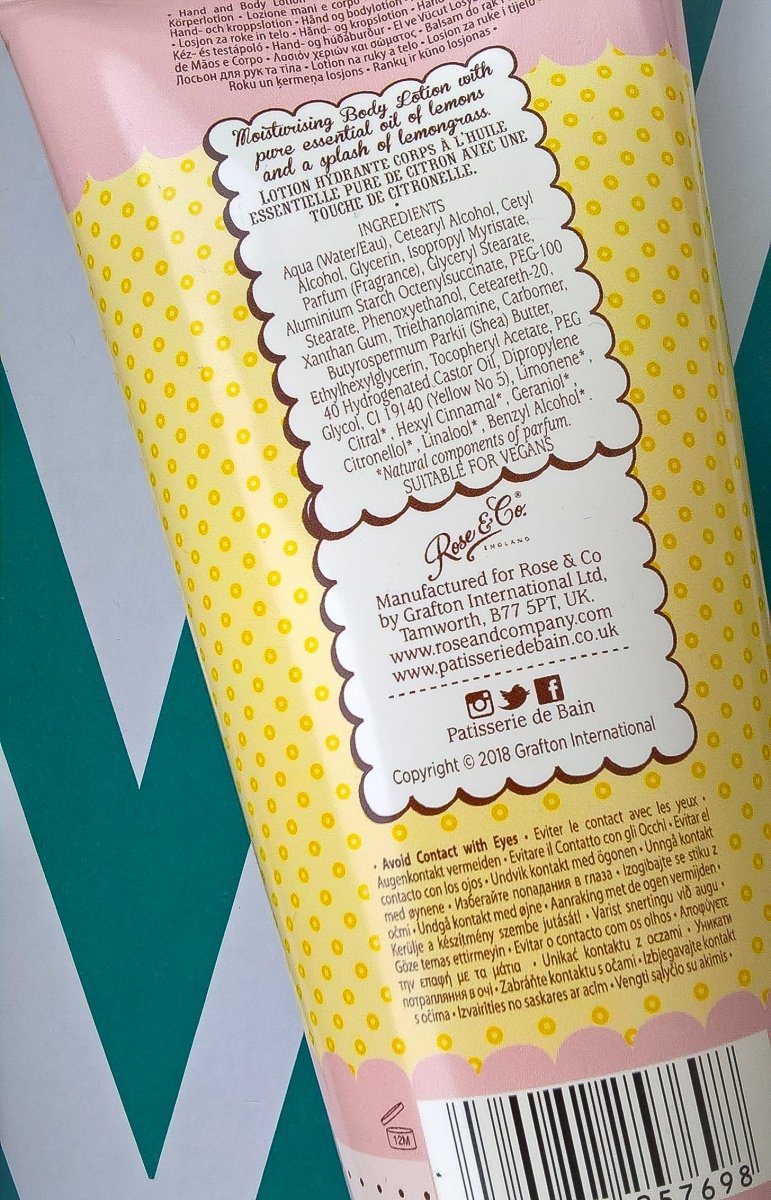 · Hand and Body Lotion
Körperlotion · Lozione mani e corpo
· Hand- och kroppslotion · Hånd og bodylotion · Hand
· Losjon za roke in telo · Hånd- og kropslotion ·
Kéz- és testápoló · Hand- og húðáburður · El ve Vücut Losyonu
de Mãos e Corpo · Λοσιόν χεριών και σώματος · Balsam do rąk i
Лосьон для рук та тіла · Lotion na ruky a telo · Losjon za ruke i tijelo ·
Roku un ķermeņa losjons · Rankų ir kūno losjonas ·
Moisturising Body Lotion with
pure essential oil of lemons
and a splash of lemongrass.
LOTION HYDRANTE CORPS À L'HUILE
ESSENTIELLE PURE DE CITRON AVEC UNE
TOUCHE DE CITRONELLE.
INGREDIENTS
Aqua (Water/Eau), Cetearyl Alcohol, Cetyl
Alcohol, Glycerin, Isopropyl Myristate,
Parfum (Fragrance), Glyceryl Stearate,
Aluminium Starch Octenylsuccinate, PEG-100
Stearate, Phenoxyethanol, Ceteareth-20,
Xanthan Gum, Triethanolamine, Carbomer,
Butyrospermum Parkii (Shea) Butter,
Ethylhexylglycerin, Tocopheryl Acetate, PEG
40 Hydrogenated Castor Oil, Dipropylene
Glycol, CI 19140 (Yellow No 5), Limonene*,
Citral*, Hexyl Cinnamal*, Geraniol*,
Citronellol*, Linalool*, Benzyl Alcohol*.
*Natural components of parfum.
SUITABLE FOR VEGANS
Rose & Co.®
ENGLAND
Manufactured for Rose & Co
by Grafton International Ltd,
Tamworth, B77 5PT, UK.
www.roseandcompany.com
www.patisseriedebain.co.uk
Patisserie de Bain
Copyright © 2018 Grafton International
· Avoid Contact with Eyes · Eviter le contact avec les yeux ·
Augenkontakt vermeiden · Evitare il Contatto con gli Occhi · Evitar el
contacto con los ojos · Undvik kontakt med ögonen · Unngå kontakt
med øynene · Избегайте попадания в глаза · Izogibajte se stiku z
očmi · Undgå kontakt med øjne · Aanraking met de ogen vermijden ·
Kerülje a készítmény szembe jutását! · Varist snertingu við augu ·
Göze temas ettirmeyin · Evitar o contacto com os olhos · Αποφύγετε
την επαφή με τα μάτια · Unikać kontaktu z oczami · Уникати
потрапляння в очі · Zabráňte kontaktu s očami · Izbjegavajte kontakt
s očima · Izvairīties no saskares ar acīm · Vengti sąlyčio su akimis ·
12M
57698